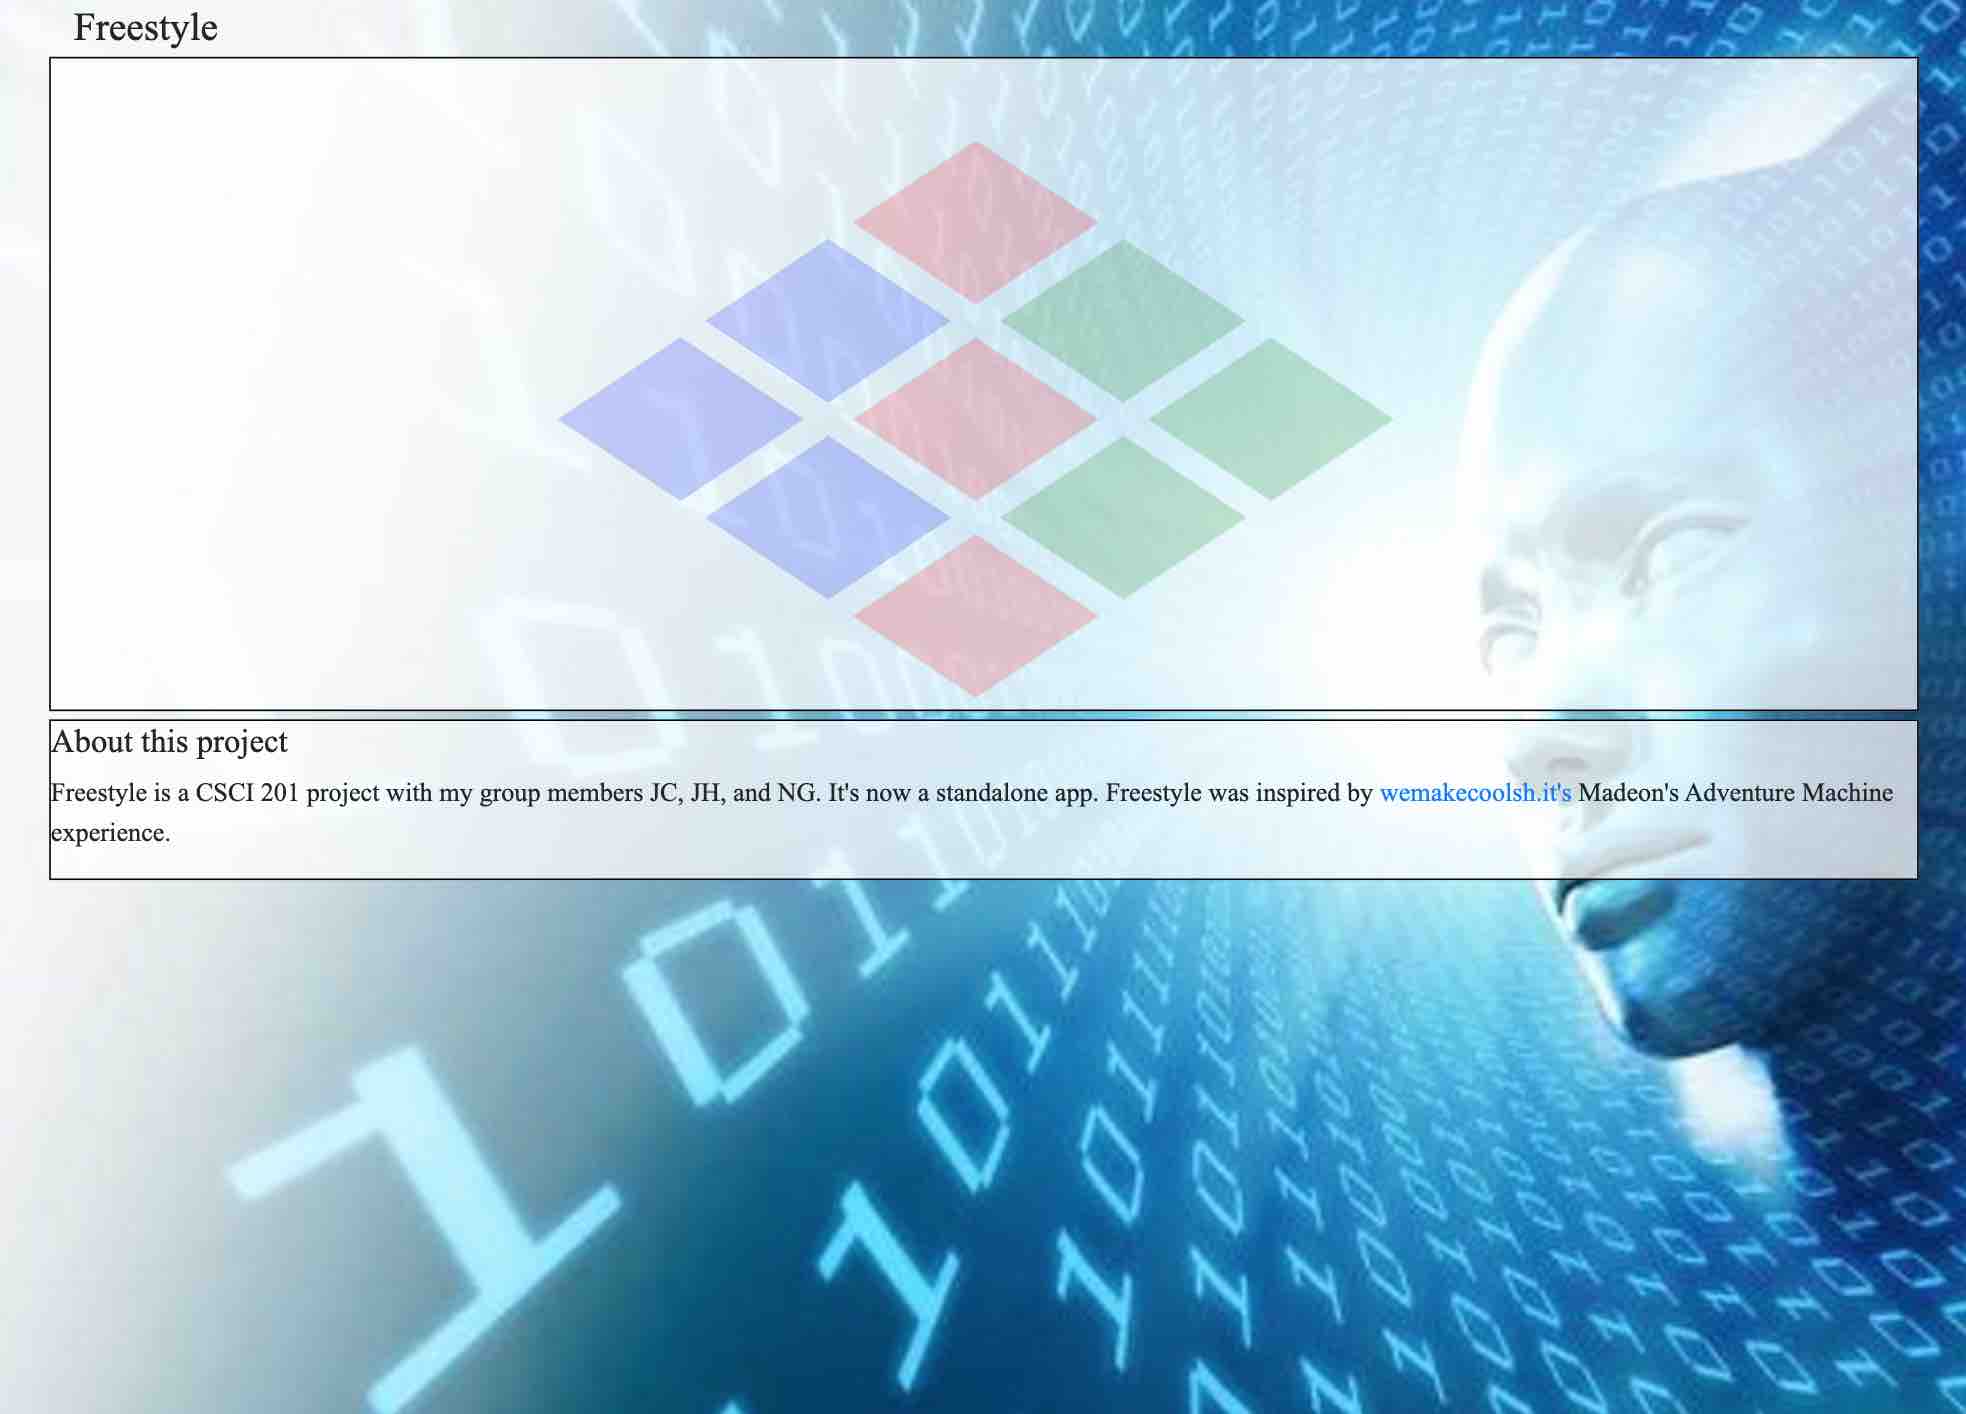 Freestyle
About this project
Freestyle is a CSCI 201 project with my group members JC, JH, and NG. It's now a standalone app. Freestyle was inspired by wemakecoolsh.it's Madeon's Adventure Machine
experience.